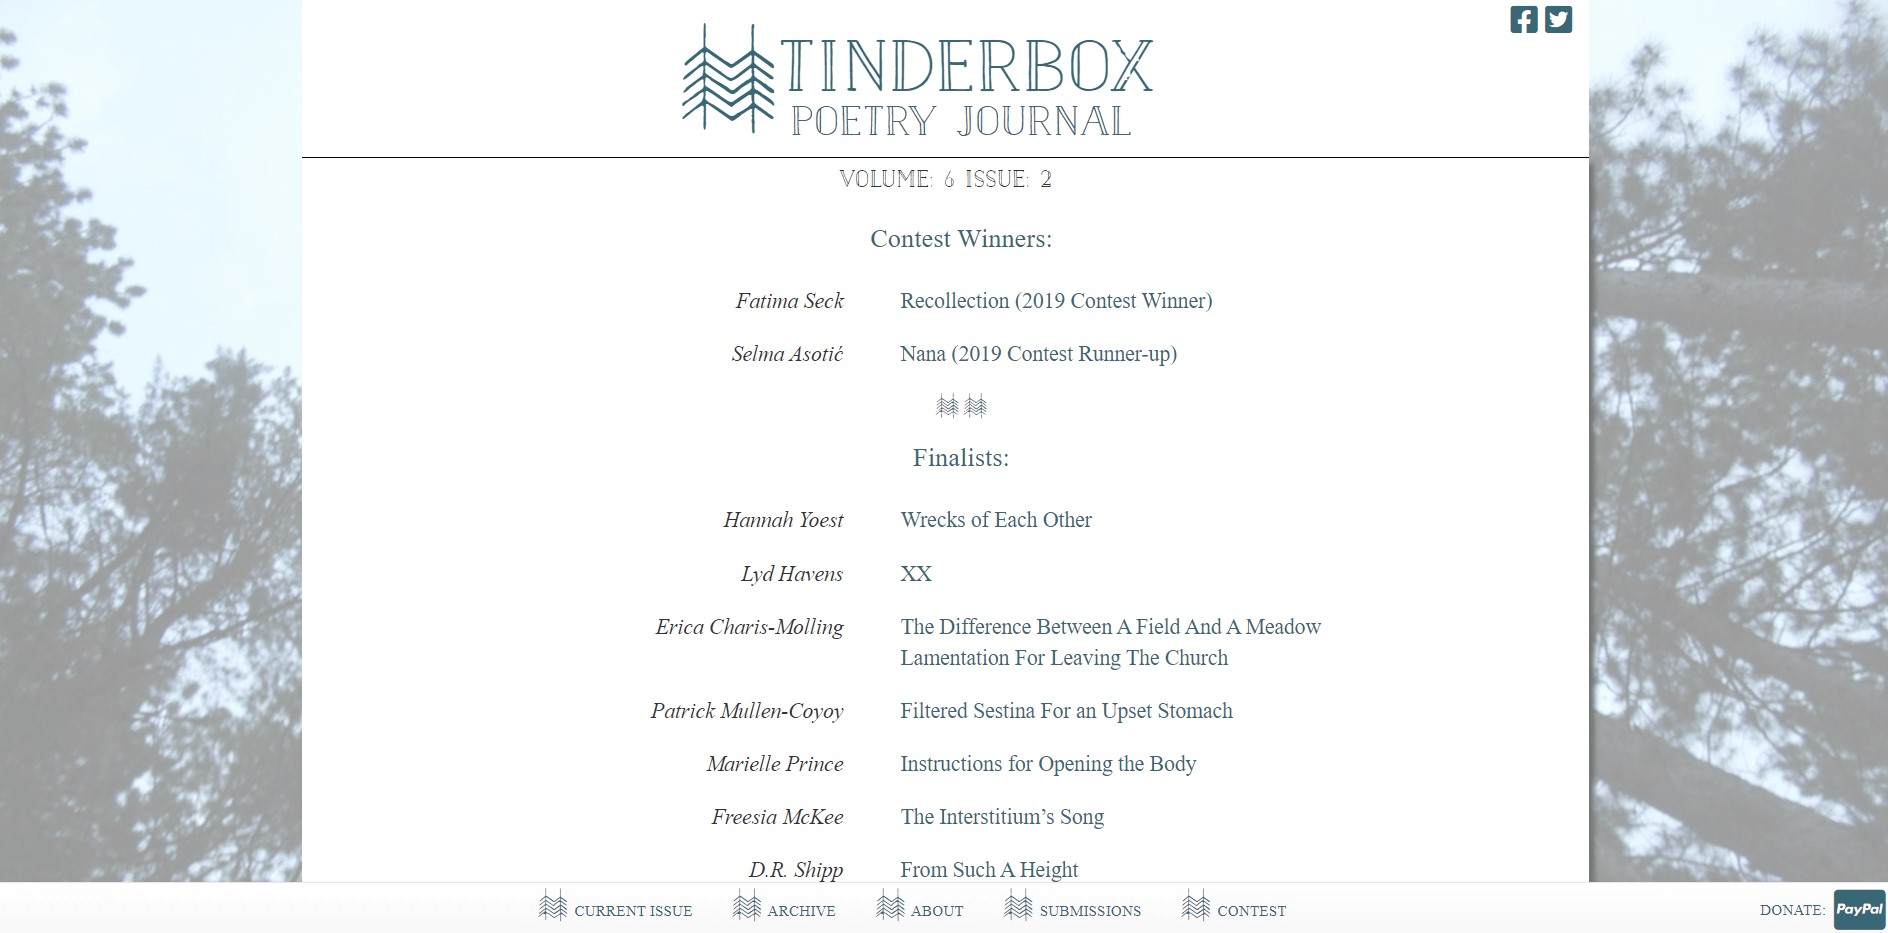 TINDERBOX
POETRY JOURNAL
VOLUME: 6 ISSUE: 2
Contest Winners:
Fatima Seck Recollection (2019 Contest Winner)
Selma Asotić Nana (2019 Contest Runner-up)
Finalists:
Hannah Yoest Wrecks of Each Other
Lyd Havens XX
Erica Charis-Molling The Difference Between A Field And A Meadow
Lamentation For Leaving The Church
Patrick Mullen-Coyoy Filtered Sestina For an Upset Stomach
Marielle Prince Instructions for Opening the Body
Freesia McKee The Interstitium’s Song
D.R. Shipp From Such A Height
CURRENT ISSUE ARCHIVE ABOUT SUBMISSIONS CONTEST DONATE: PayPal